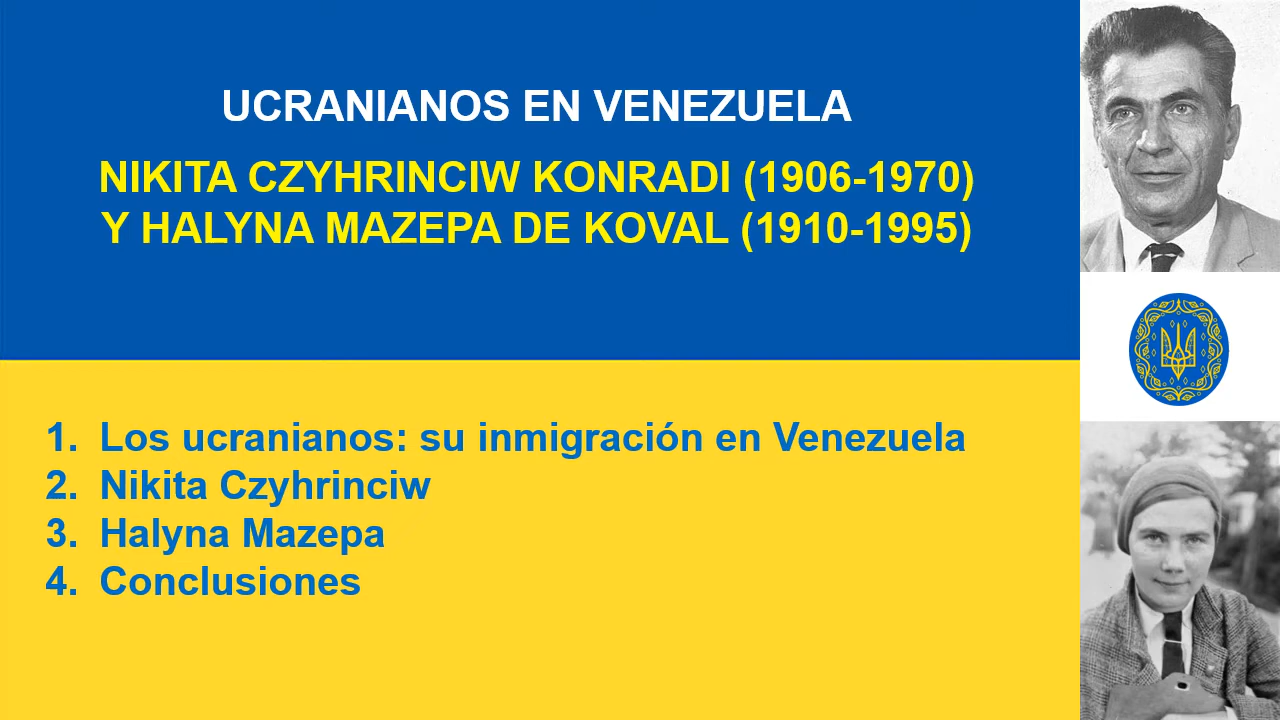 UCRANIANOS EN VENEZUELA
NIKITA CZYHRINCIW KONRADI (1906-1970)
Y HALYNA MAZEPA DE KOVAL (1910-1995)
1. Los ucranianos: su inmigración en Venezuela
2. Nikita Czyhrinciw
3. Halyna Mazepa
4. Conclusiones